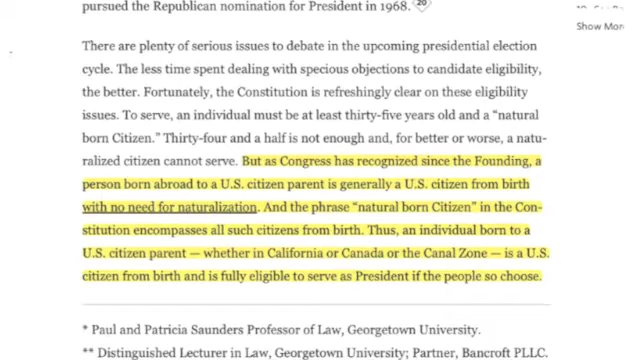 pursued the Republican nomination for President in 1968. 20
Show More
There are plenty of serious issues to debate in the upcoming presidential election
cycle. The less time spent dealing with specious objections to candidate eligibility,
the better. Fortunately, the Constitution is refreshingly clear on these eligibility
issues. To serve, an individual must be at least thirty-five years old and a “natural
born Citizen.” Thirty-four and a half is not enough and, for better or worse, a natu-
ralized citizen cannot serve. But as Congress has recognized since the Founding, a
person born abroad to a U.S. citizen parent is generally a U.S. citizen from birth
with no need for naturalization. And the phrase “natural born Citizen” in the Con-
stitution encompasses all such citizens from birth. Thus, an individual born to a
U.S. citizen parent — whether in California or Canada or the Canal Zone — is a U.S.
citizen from birth and is fully eligible to serve as President if the people so choose.
* Paul and Patricia Saunders Professor of Law, Georgetown University.
** Distinguished Lecturer in Law, Georgetown University; Partner, Bancroft PLLC.